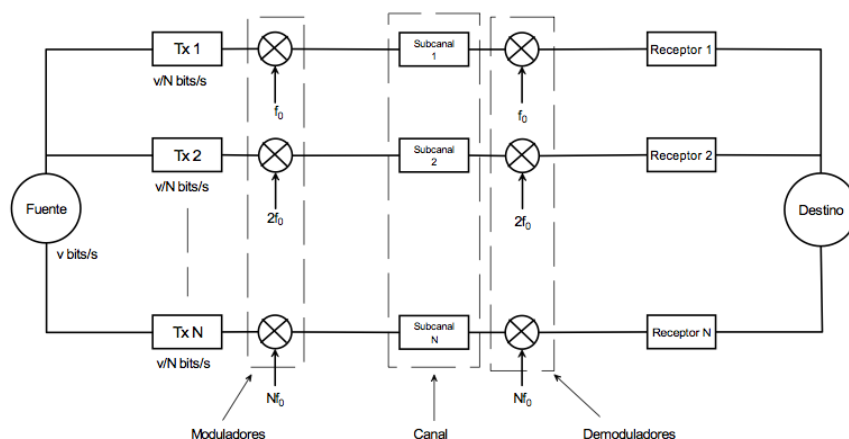 Tx 1
v/N bits/s
f₀
Subcanal
1
f₀
Receptor 1
Tx 2
v/N bits/s
2f₀
Subcanal
2
2f₀
Receptor 2
Fuente
v bits/s
Destino
Tx N
v/N bits/s
Nf₀
Subcanal
N
Nf₀
Receptor N
Moduladores
Canal
Demoduladores